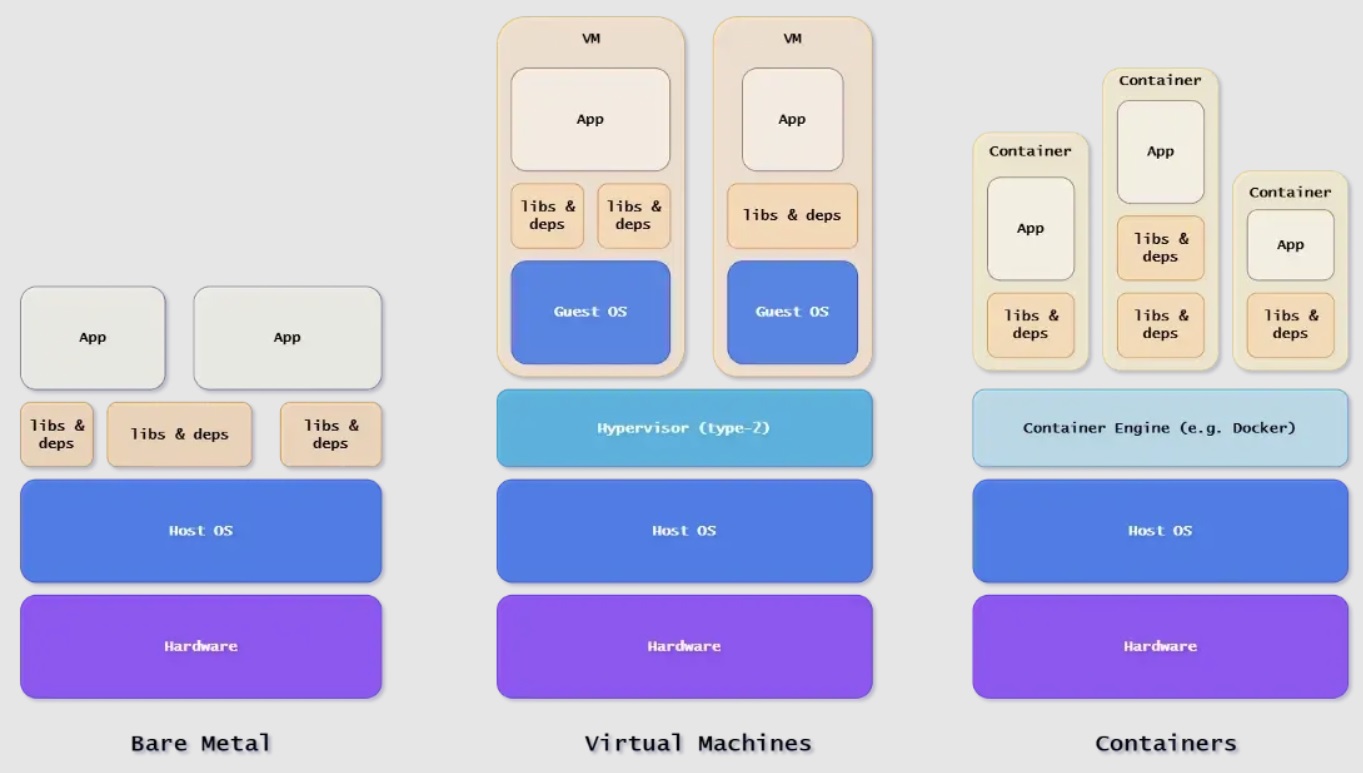 App
App
libs &
deps
libs & deps
libs &
deps
Host OS
Hardware
Bare Metal
VM
App
libs &
deps
libs &
deps
Guest OS
VM
App
libs & deps
Guest OS
Hypervisor (type-2)
Host OS
Hardware
Virtual Machines
Container
App
libs &
deps
Container
App
libs &
deps
libs &
deps
Container
App
libs &
deps
Container Engine (e.g. Docker)
Host OS
Hardware
Containers